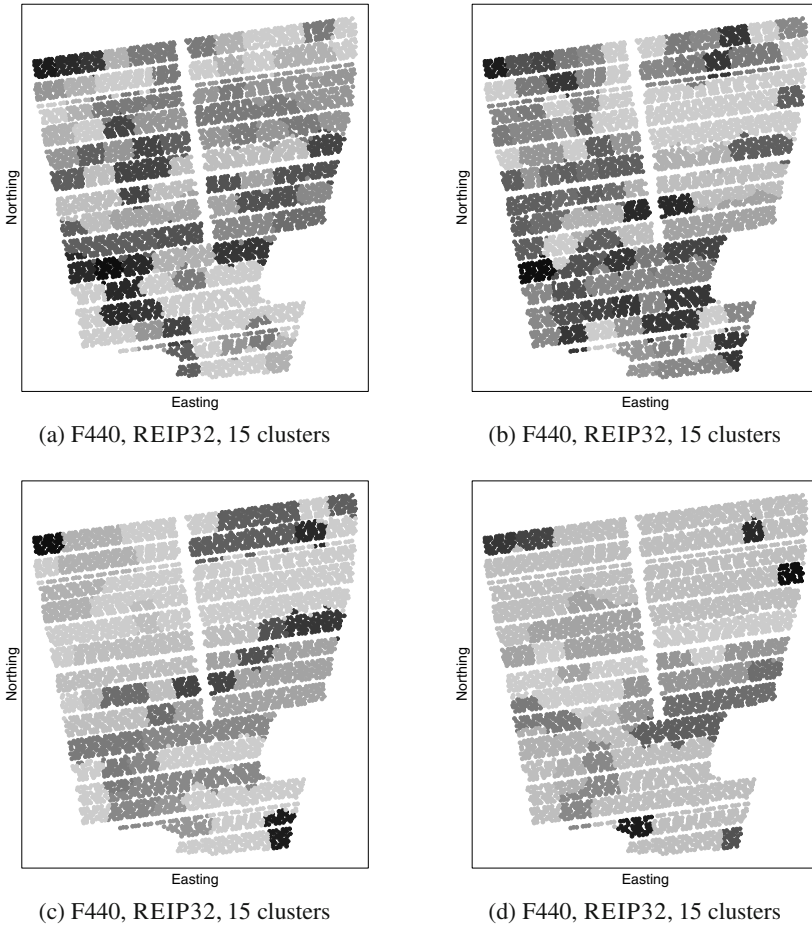 Northing
Easting
(a) F440, REIP32, 15 clusters
Northing
Easting
(b) F440, REIP32, 15 clusters
Northing
Easting
(c) F440, REIP32, 15 clusters
Northing
Easting
(d) F440, REIP32, 15 clusters